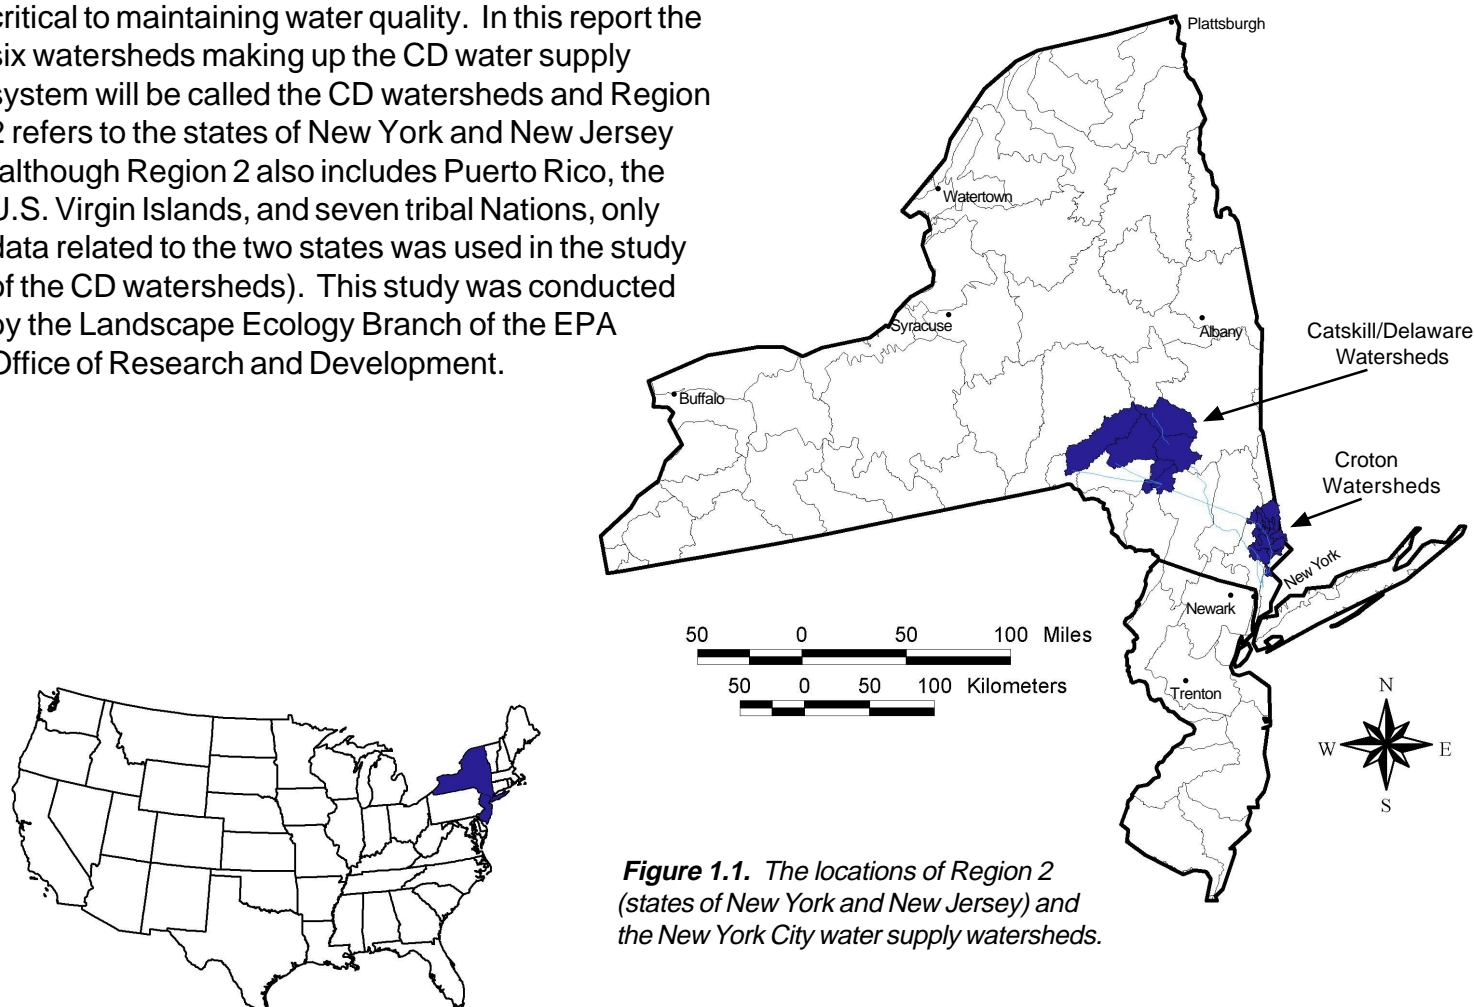 critical to maintaining water quality. In this report the
six watersheds making up the CD water supply
system will be called the CD watersheds and Region
2 refers to the states of New York and New Jersey
(although Region 2 also includes Puerto Rico, the
U.S. Virgin Islands, and seven tribal Nations, only
data related to the two states was used in the study
of the CD watersheds). This study was conducted
by the Landscape Ecology Branch of the EPA
Office of Research and Development.
Plattsburgh
Watertown
Syracuse
Albany
Buffalo
Catskill/Delaware
Watersheds
Croton
Watersheds
New York
Newark
Trenton
50 0 50 100 Miles
50 0 50 100 Kilometers
N
W E
S
Figure 1.1. The locations of Region 2
(states of New York and New Jersey) and
the New York City water supply watersheds.